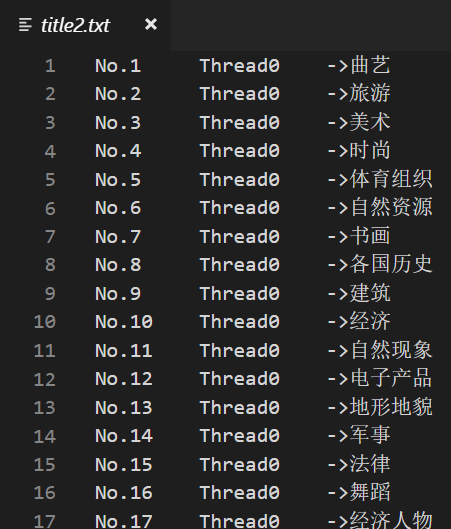 title2.txt ×
1 No.1 Thread0 ->曲艺
2 No.2 Thread0 ->旅游
3 No.3 Thread0 ->美术
4 No.4 Thread0 ->时尚
5 No.5 Thread0 ->体育组织
6 No.6 Thread0 ->自然资源
7 No.7 Thread0 ->书画
8 No.8 Thread0 ->各国历史
9 No.9 Thread0 ->建筑
10 No.10 Thread0 ->经济
11 No.11 Thread0 ->自然现象
12 No.12 Thread0 ->电子产品
13 No.13 Thread0 ->地形地貌
14 No.14 Thread0 ->军事
15 No.15 Thread0 ->法律
16 No.16 Thread0 ->舞蹈
17 No.17 Thread0 ->经济人物